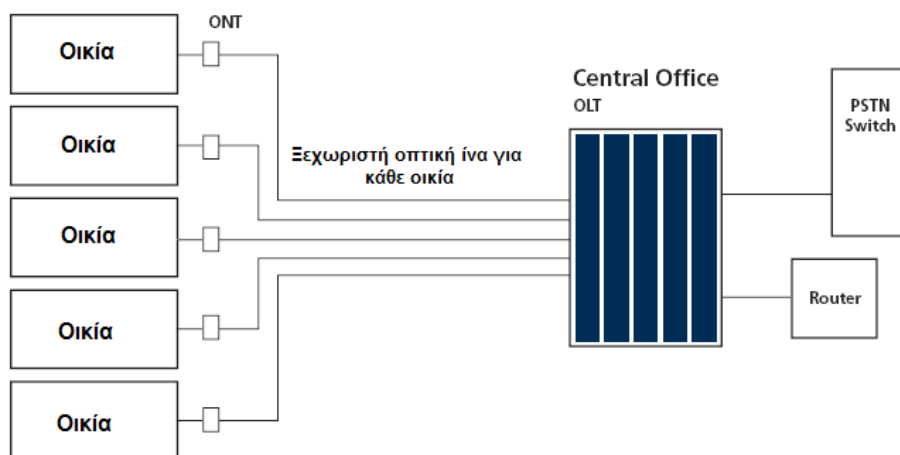 Οικία
ONT
Οικία
Οικία
Οικία
Οικία
Ξεχωριστή οπτική ίνα για
κάθε οικία
Central Office
OLT
PSTN
Switch
Router